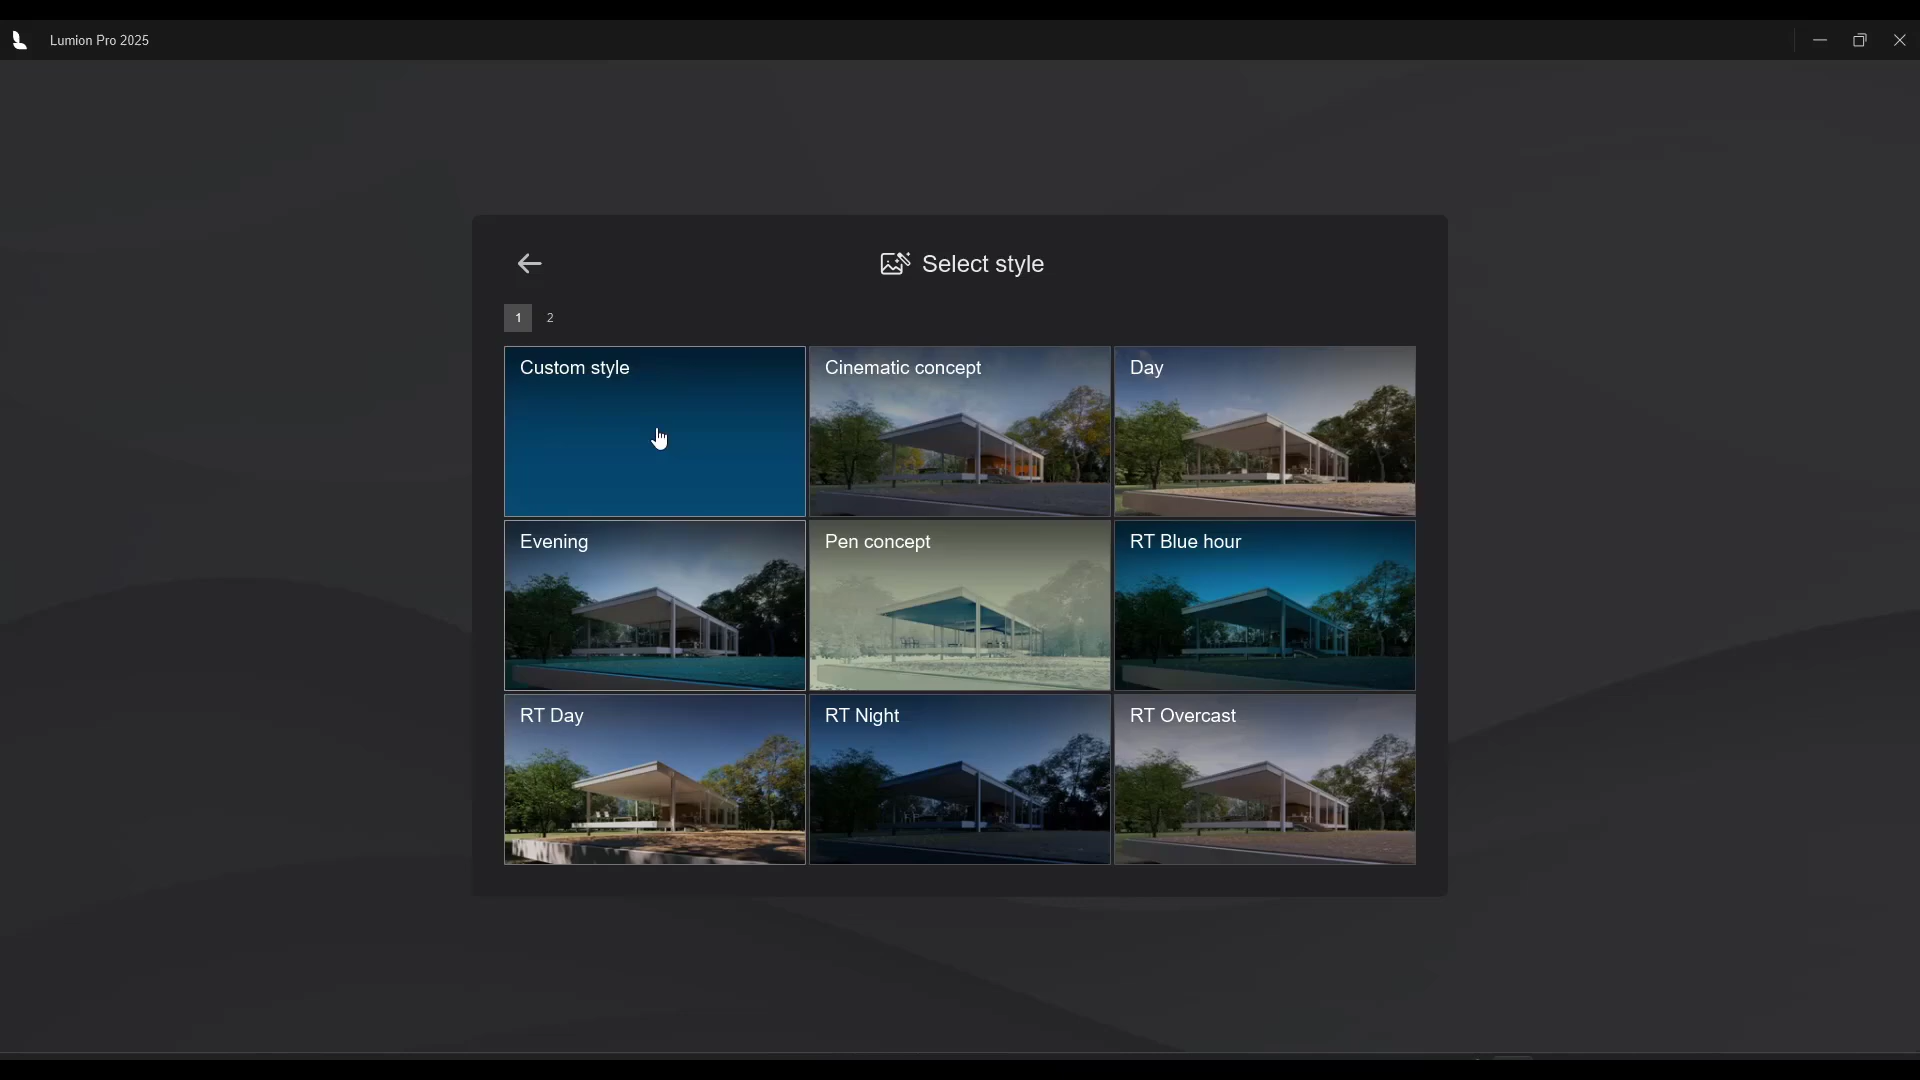 Lumion Pro 2025
Select style
1 2
Custom style
Cinematic concept
Day
Evening
Pen concept
RT Blue hour
RT Day
RT Night
RT Overcast